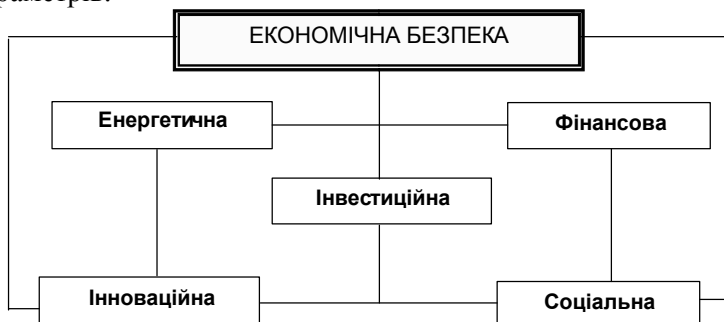 ЕКОНОМІЧНА БЕЗПЕКА
Енергетична
Фінансова
Інвестиційна
Інноваційна
Соціальна